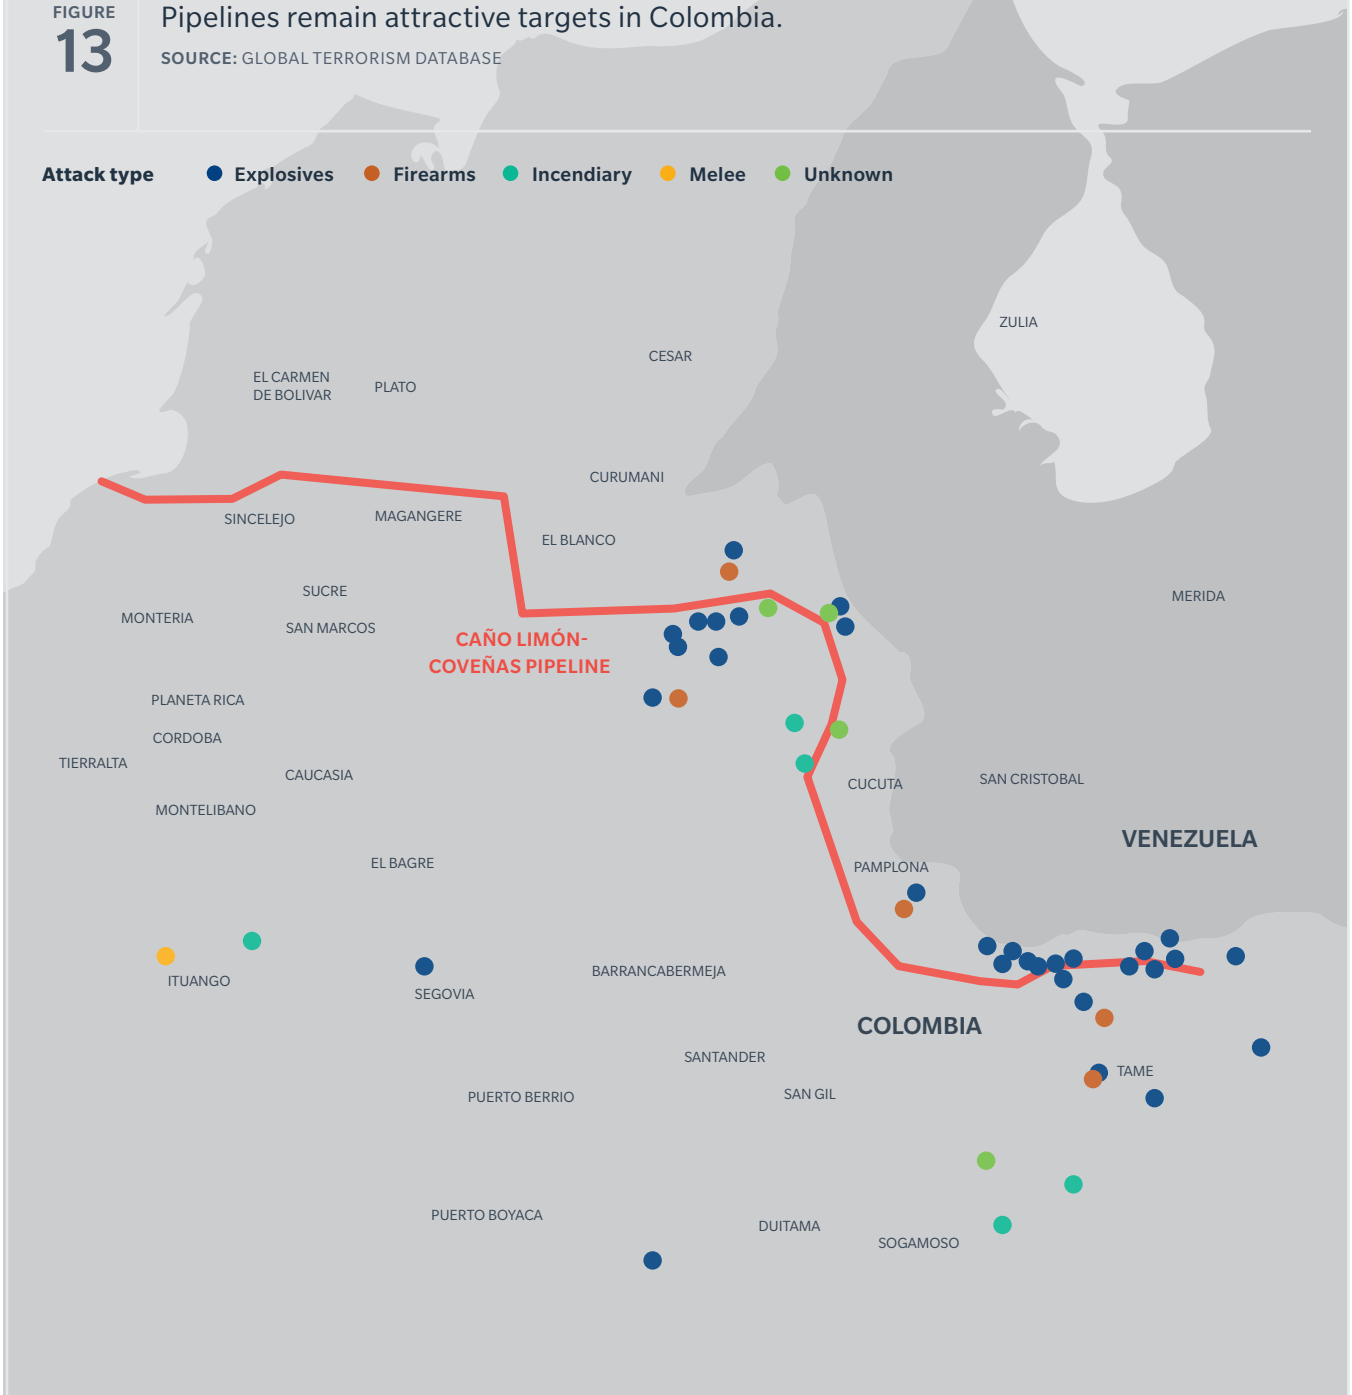 FIGURE
13
Pipelines remain attractive targets in Colombia.
SOURCE: GLOBAL TERRORISM DATABASE
Attack type Explosives Firearms Incendiary Melee Unknown
ZULIA
CESAR
EL CARMEN
DE BOLIVAR
PLATO
CURUMANI
SINCELEJO
MAGANGERE
EL BLANCO
SUCRE
MERIDA
MONTERIA
SAN MARCOS
CAÑO LIMÓN-
COVEÑAS PIPELINE
PLANETA RICA
CORDOBA
TIERRALTA
CAUCASIA
CUCUTA
SAN CRISTOBAL
MONTELIBANO
VENEZUELA
EL BAGRE
PAMPLONA
ITUANGO
BARRANCABERMEJA
SEGOVIA
COLOMBIA
SANTANDER
TAME
PUERTO BERRIO
SAN GIL
PUERTO BOYACA
DUITAMA
SOGAMOSO